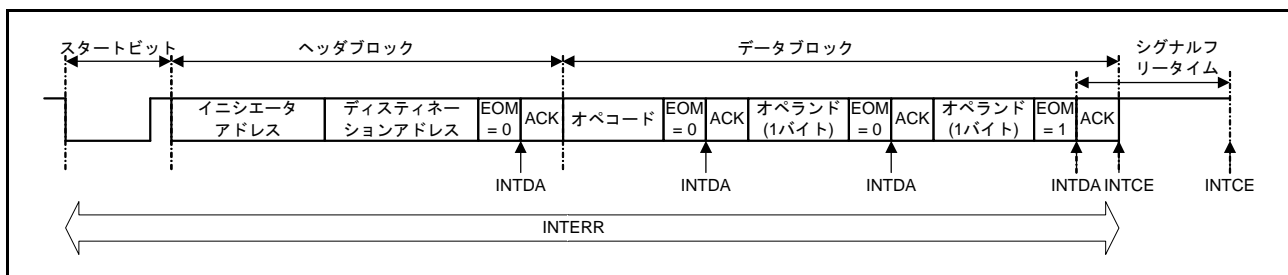 スタートビット
ヘッダブロック
データブロック
シグナルフ
リータイム
イニシエータ
アドレス
ディスティネー
ションアドレス
EOM
= 0
ACK
オペコード
EOM
= 0
ACK
オペランド
(1バイト)
EOM
= 0
ACK
オペランド
(1バイト)
EOM
= 1
ACK
INTDA
INTDA
INTDA
INTDA
INTCE
INTCE
INTERR